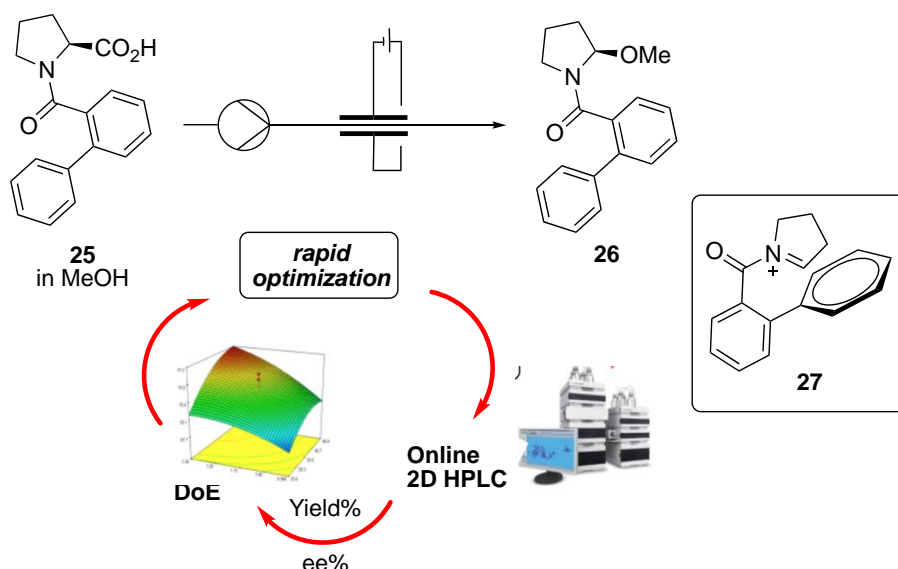 CO₂H
N
O
25
in MeOH
OMe
N
O
26
rapid
optimization
O
N
+
27
DoE
Online
2D HPLC
Yield%
ee%